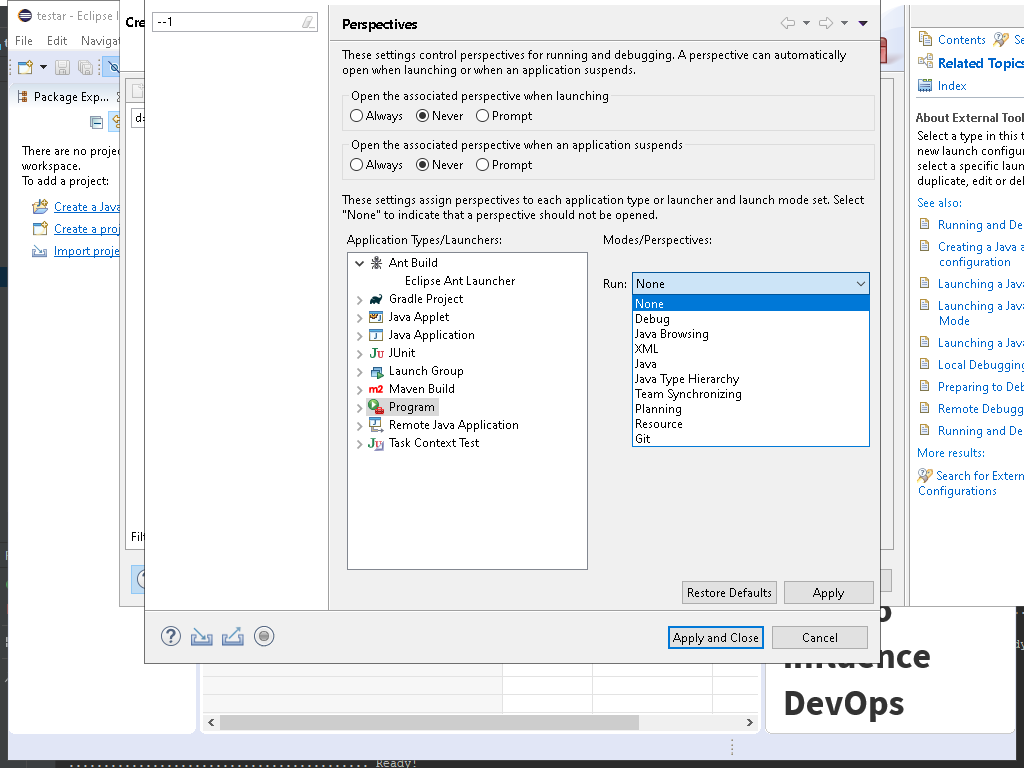 testar - Eclipse I
File Edit Navigat
Package Exp...
There are no proje
workspace.
To add a project:
Create a Java
Create a proj
Import proje
Cre
--1
Perspectives
These settings control perspectives for running and debugging. A perspective can automatically
open when launching or when an application suspends.
Open the associated perspective when launching
Always Never Prompt
Open the associated perspective when an application suspends
Always Never Prompt
These settings assign perspectives to each application type or launcher and launch mode set. Select
"None" to indicate that a perspective should not be opened.
Application Types/Launchers:
Ant Build
Eclipse Ant Launcher
Gradle Project
Java Applet
Java Application
JUnit
Launch Group
Maven Build
Program
Remote Java Application
Task Context Test
Modes/Perspectives:
Run: None
None
Debug
Java Browsing
XML
Java
Java Type Hierarchy
Team Synchronizing
Planning
Resource
Git
Restore Defaults Apply
Apply and Close Cancel
Filt
Contents Se
Related Topics
Index
About External Tool
Select a type in this t
new launch configur
select a specific laun
duplicate, edit or del
See also:
Running and De
Creating a Java a
configuration
Launching a Java
Launching a Java
Mode
Launching a Java
Local Debugging
Preparing to Deb
Remote Debugg
Running and De
More results:
Search for Extern
Configurations
DevOps
Ready!